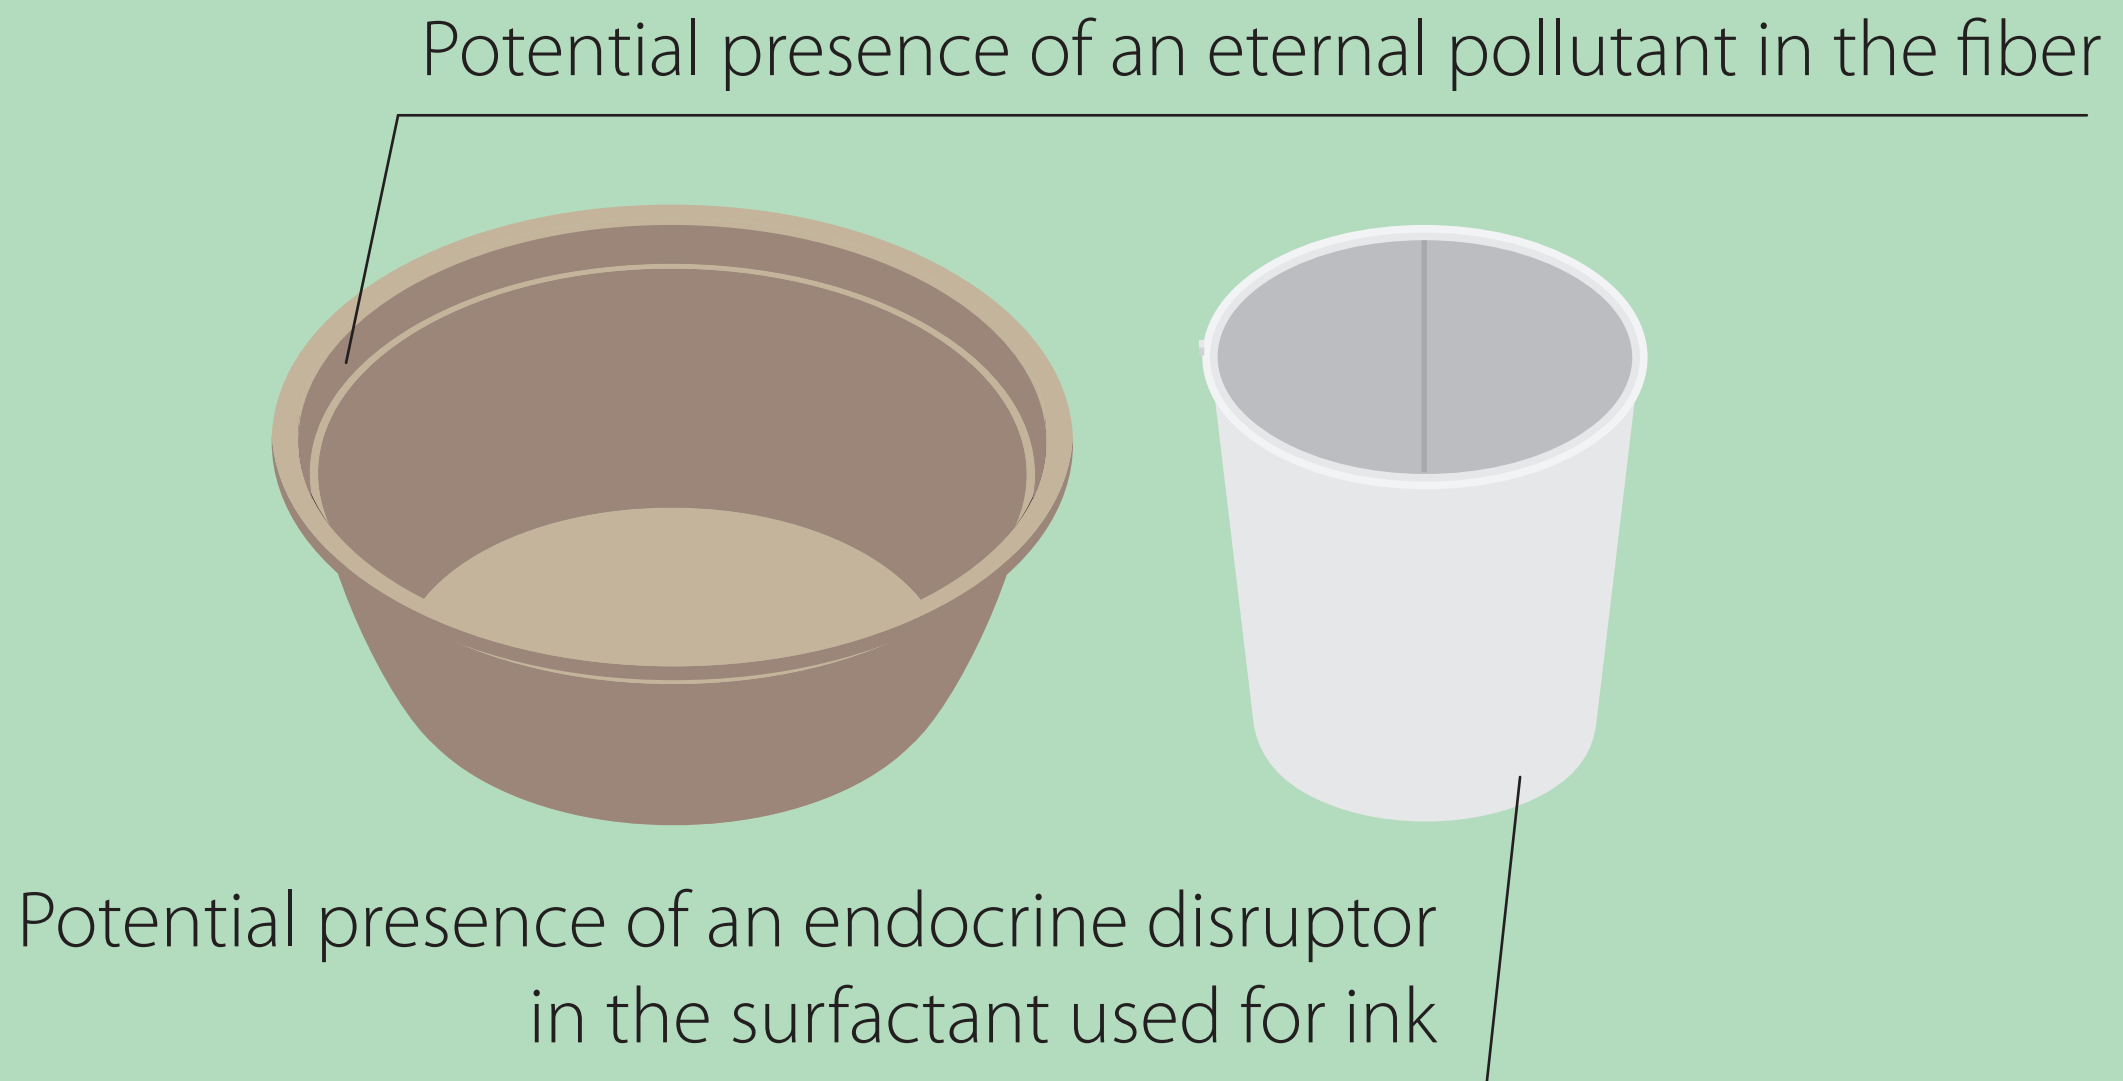 Potential presence of an eternal pollutant in the fiber
Potential presence of an endocrine disruptor
in the surfactant used for ink